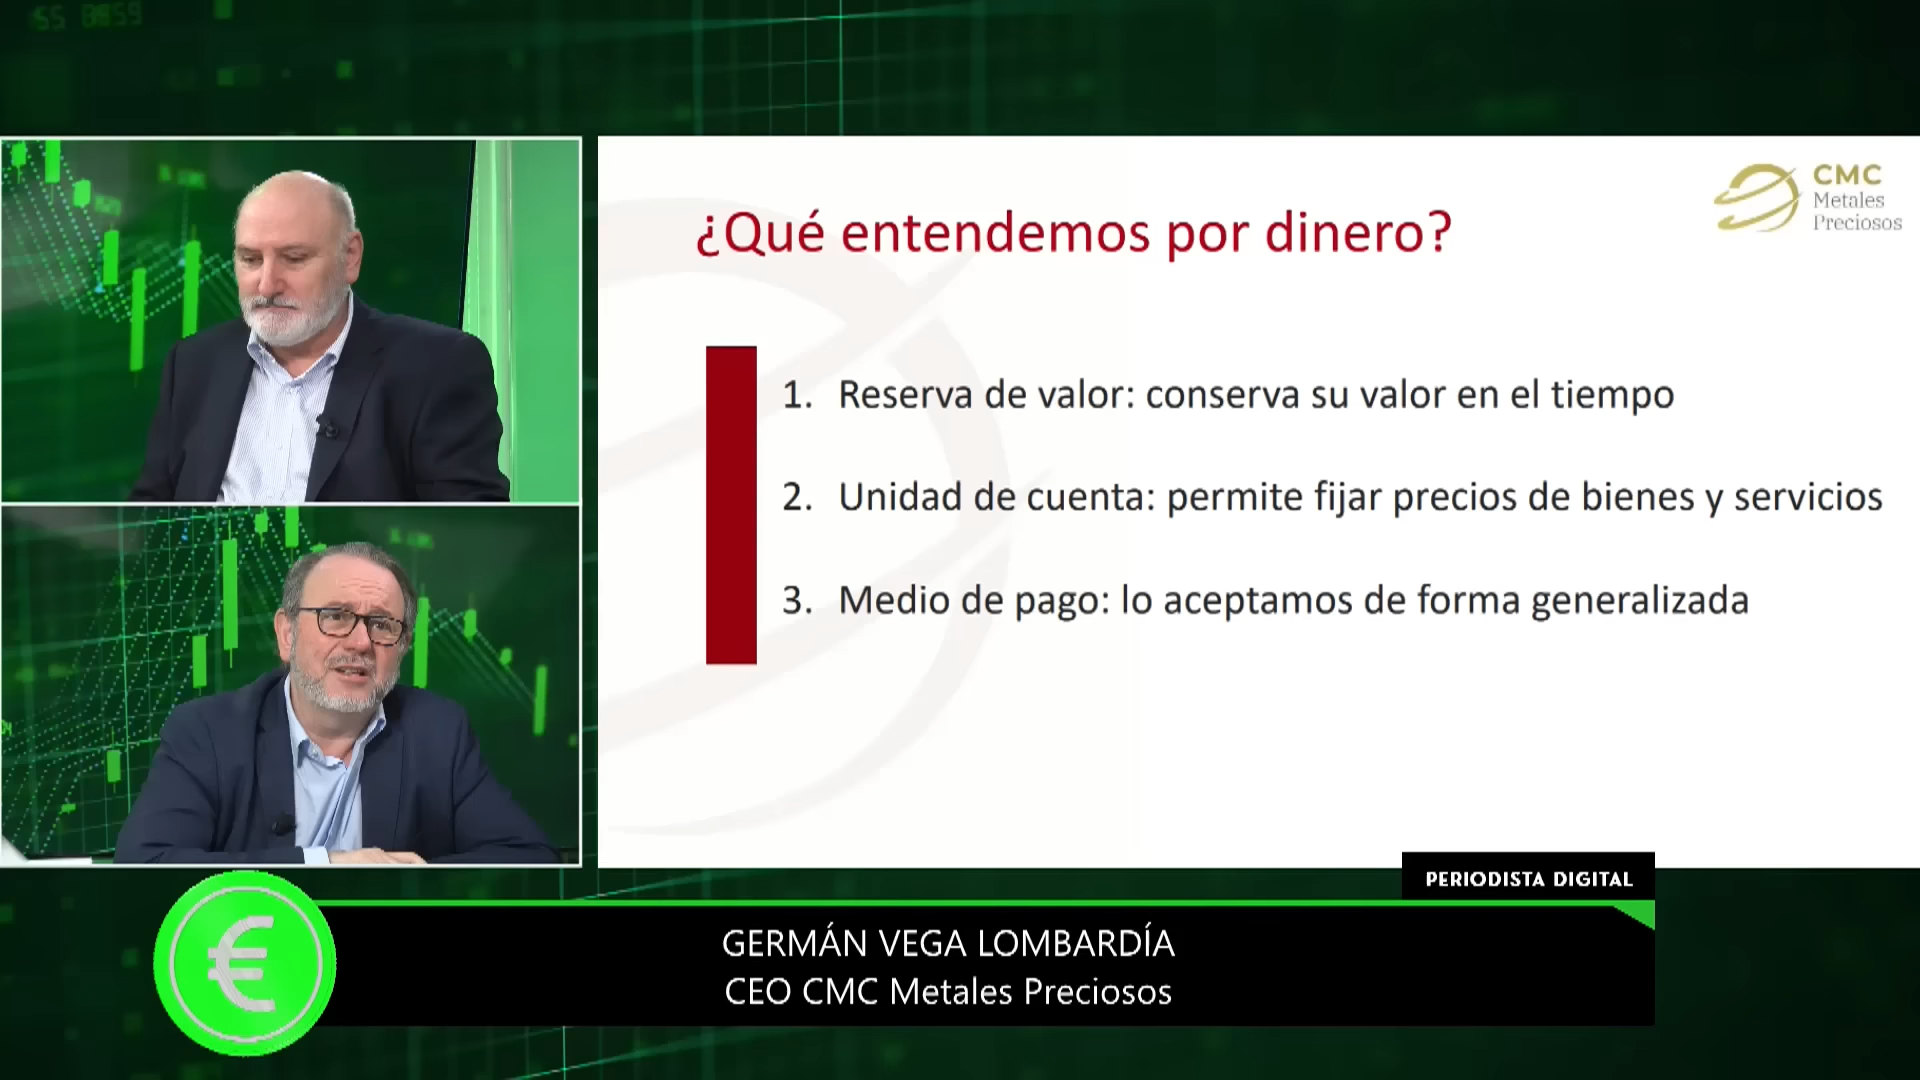 CMC
Metales
Preciosos
¿Qué entendemos por dinero?
1. Reserva de valor: conserva su valor en el tiempo
2. Unidad de cuenta: permite fijar precios de bienes y servicios
3. Medio de pago: lo aceptamos de forma generalizada
PERIODISTA DIGITAL
€
GERMÁN VEGA LOMBARDÍA
CEO CMC Metales Preciosos